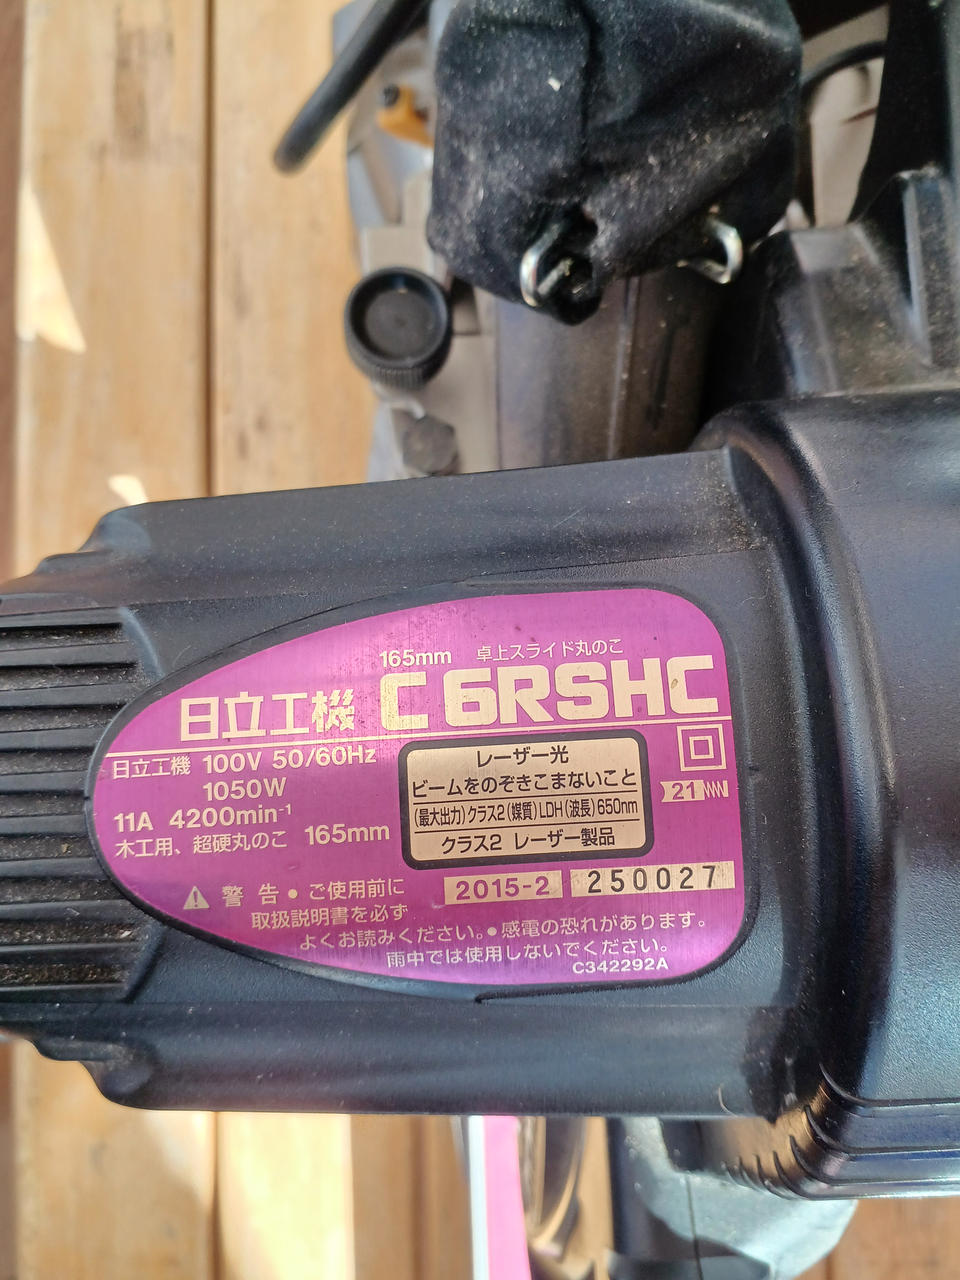 165mm 卓上スライド丸のこ
日立工機 C6RSHC
日立工機 100V 50/60Hz
1050W
11A 4200min⁻¹
木工用、超硬丸のこ 165mm
レーザー光
ビームをのぞきこまないこと
(最大出力)クラス2(媒質)LDH(波長)650nm
クラス2 レーザー製品
21
2015-2 250027
警告 ● ご使用前に
取扱説明書を必ず
よくお読みください。● 感電の恐れがあります。
雨中では使用しないでください。
C342292A